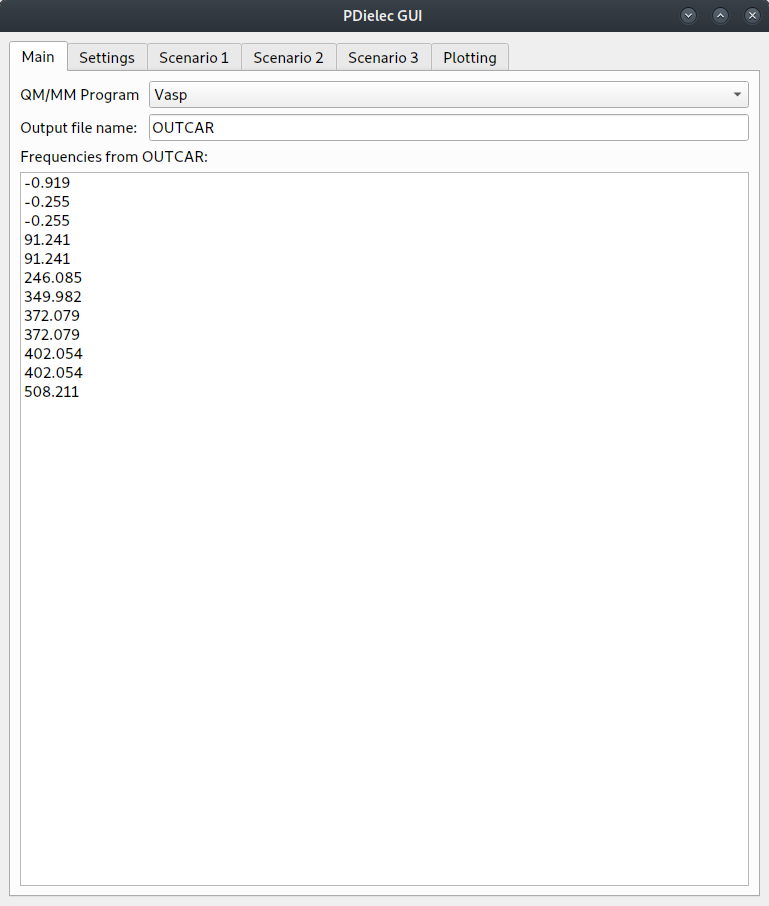 PDielec GUI
Main Settings Scenario 1 Scenario 2 Scenario 3 Plotting
QM/MM Program Vasp
Output file name: OUTCAR
Frequencies from OUTCAR:
-0.919
-0.255
-0.255
91.241
91.241
246.085
349.982
372.079
372.079
402.054
402.054
508.211